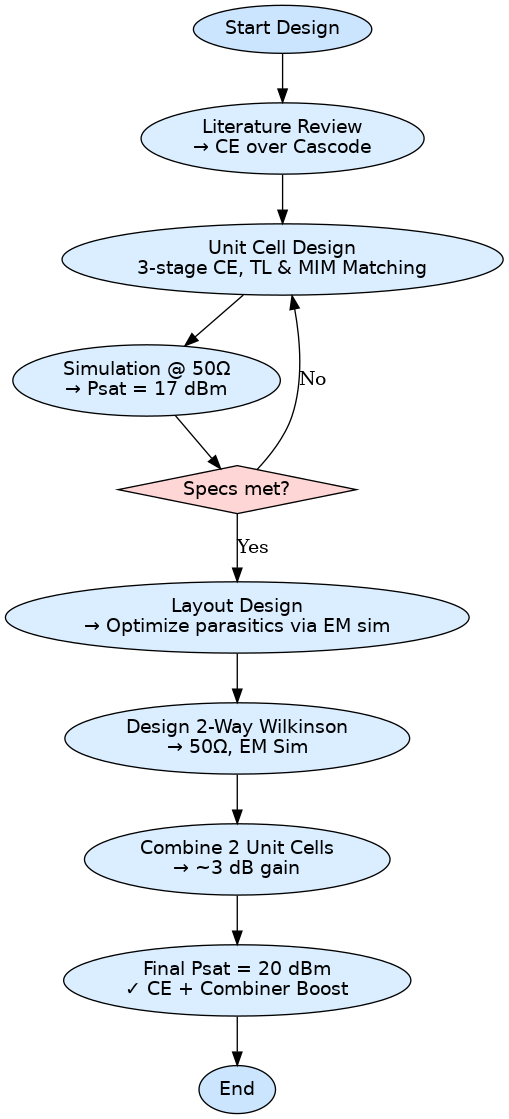 Start Design
Literature Review
→ CE over Cascode
Unit Cell Design
3-stage CE, TL & MIM Matching
Simulation @ 50Ω
→ Psat = 17 dBm
No
Specs met?
Yes
Layout Design
→ Optimize parasitics via EM sim
Design 2-Way Wilkinson
→ 50Ω, EM Sim
Combine 2 Unit Cells
→ ~3 dB gain
Final Psat = 20 dBm
✓ CE + Combiner Boost
End